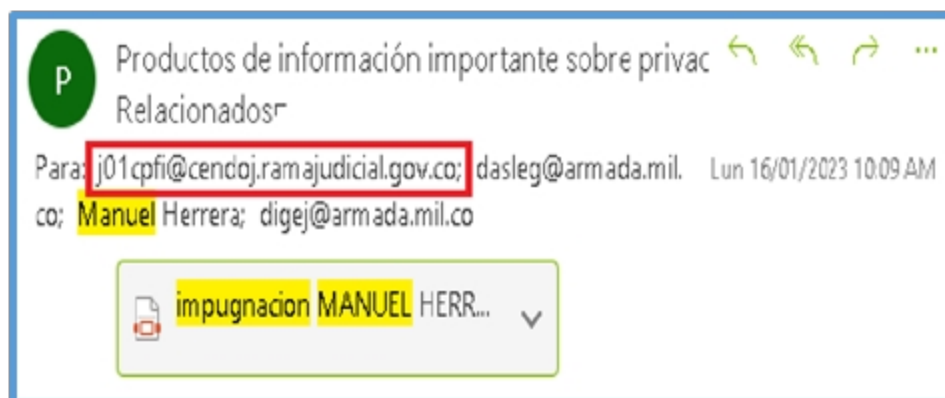 P
Productos de información importante sobre privac
Relacionados
Para: j01cpfi@cendoj.ramajudicial.gov.co; dasleg@armada.mil. Lun 16/01/2023 10:09 AM
co; Manuel Herrera; digej@armada.mil.co
impugnacion MANUEL HERR...